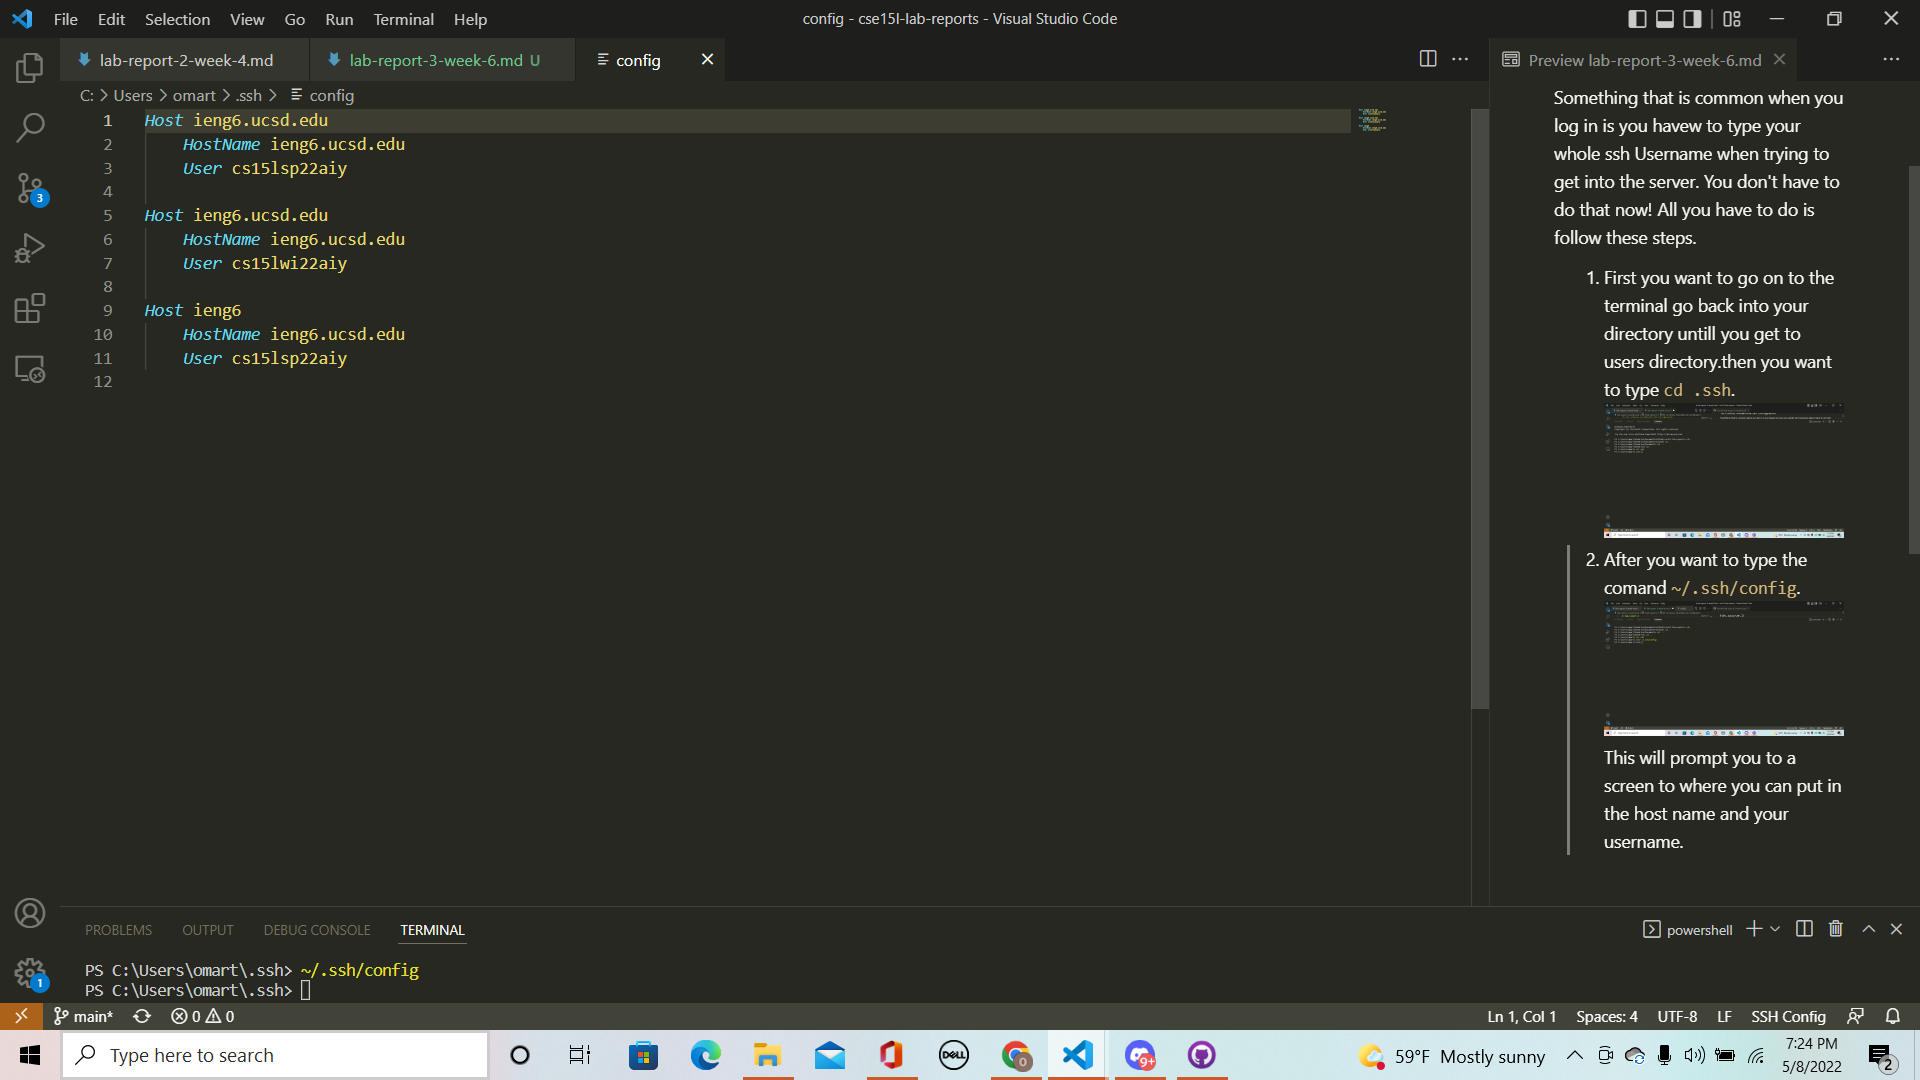 File Edit Selection View Go Run Terminal Help
config - cse15l-lab-reports - Visual Studio Code
lab-report-2-week-4.md
lab-report-3-week-6.md U
config
Preview lab-report-3-week-6.md
C: > Users > omart > .ssh > config
1 Host ieng6.ucsd.edu
2 HostName ieng6.ucsd.edu
3 User cs15lsp22aiy
4
5 Host ieng6.ucsd.edu
6 HostName ieng6.ucsd.edu
7 User cs15lwi22aiy
8
9 Host ieng6
10 HostName ieng6.ucsd.edu
11 User cs15lsp22aiy
12
Something that is common when you
log in is you havew to type your
whole ssh Username when trying to
get into the server. You don't have to
do that now! All you have to do is
follow these steps.
1. First you want to go on to the
terminal go back into your
directory untill you get to
users directory.then you want
to type cd .ssh.
2. After you want to type the
comand ~/.ssh/config.
This will prompt you to a
screen to where you can put in
the host name and your
username.
3
1
PROBLEMS OUTPUT DEBUG CONSOLE TERMINAL
powershell
PS C:\Users\omart\.ssh> ~/.ssh/config
PS C:\Users\omart\.ssh>
main* 0 0
Ln 1, Col 1 Spaces: 4 UTF-8 LF SSH Config
Type here to search
DELL
9+
59°F Mostly sunny
7:24 PM
5/8/2022
2